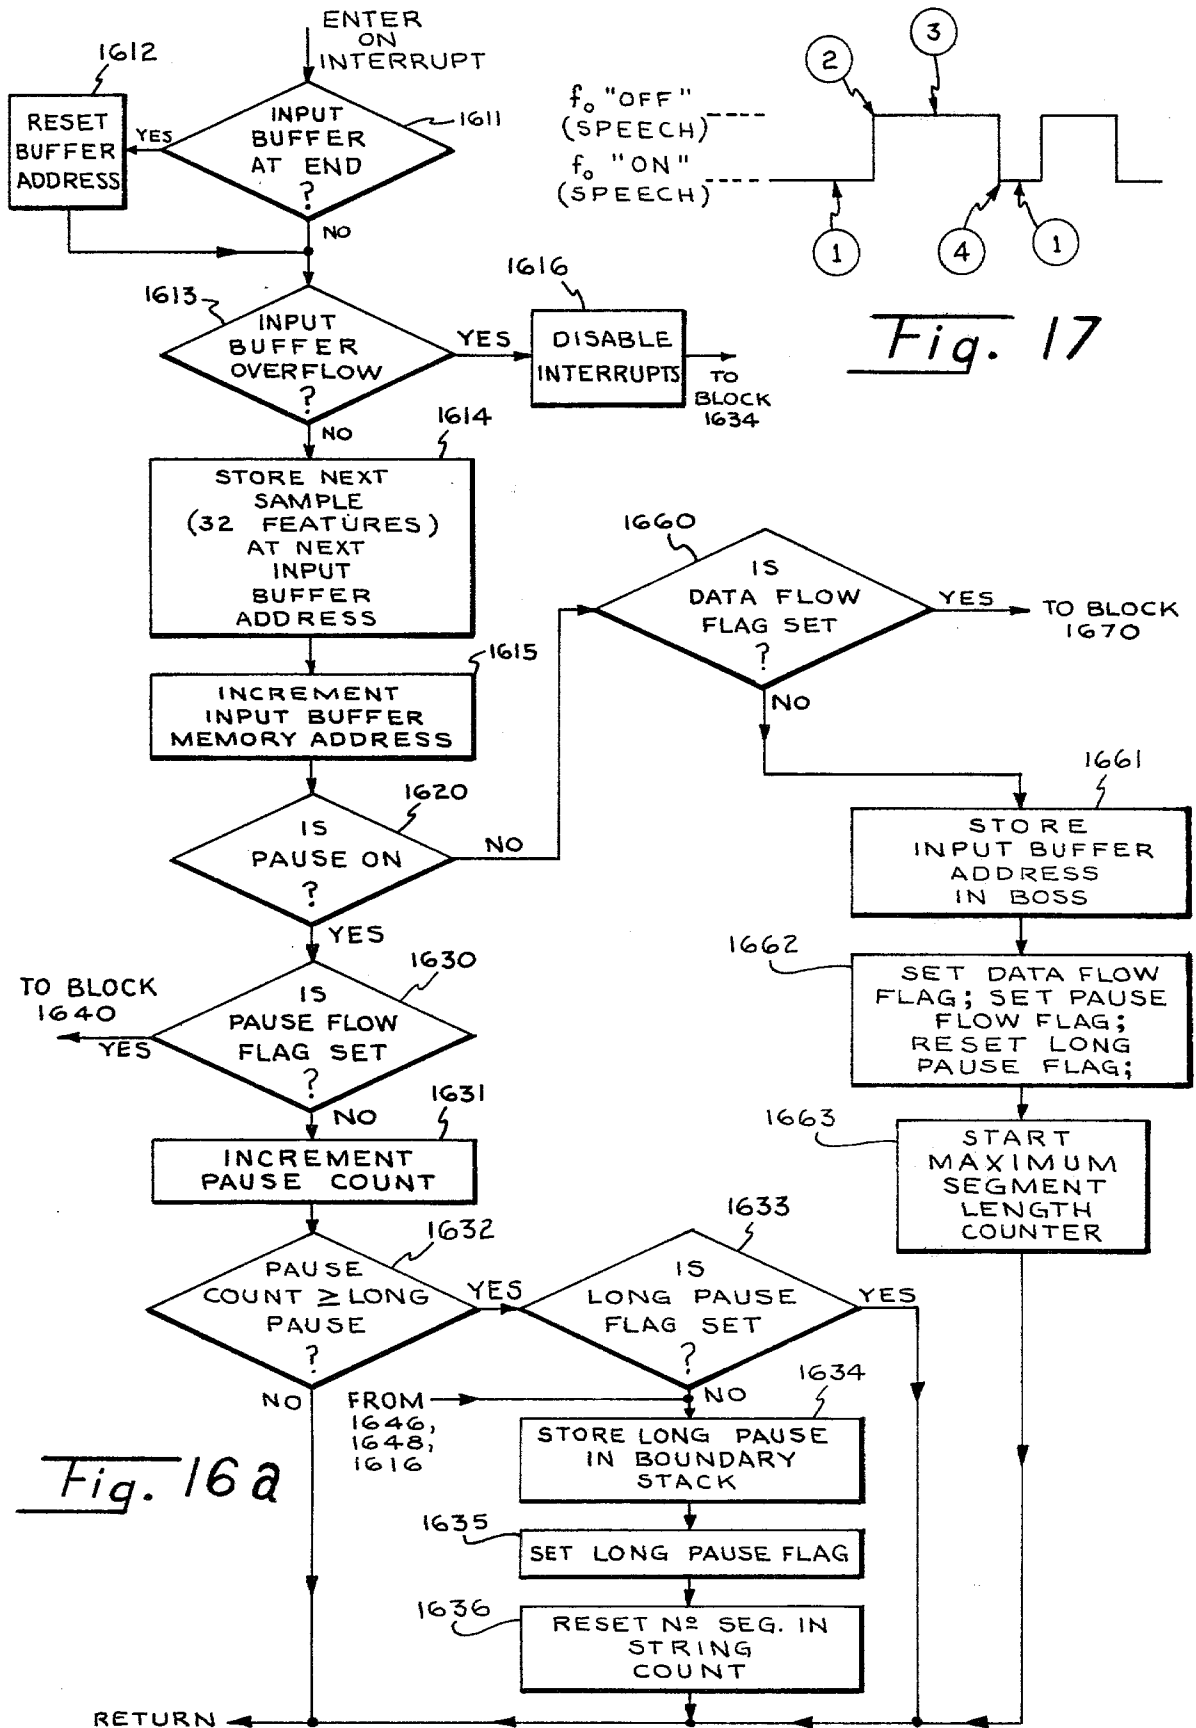 ENTER
ON
INTERRUPT
1612
RESET
BUFFER
ADDRESS
YES
INPUT
BUFFER
AT END
?
1611
NO
1613
INPUT
BUFFER
OVERFLOW
?
YES
1616
DISABLE
INTERRUPTS
TO
BLOCK
1634
NO
1614
STORE NEXT
SAMPLE
(32 FEATURES)
AT NEXT
INPUT
BUFFER
ADDRESS
1615
INCREMENT
INPUT BUFFER
MEMORY ADDRESS
1620
IS
PAUSE ON
?
NO
YES
1630
IS
PAUSE FLOW
FLAG SET
?
TO BLOCK
1640
YES
NO
1631
INCREMENT
PAUSE COUNT
1632
PAUSE
COUNT ≥ LONG
PAUSE
?
YES
NO
1633
IS
LONG PAUSE
FLAG SET
?
YES
NO
FROM
1646,
1648,
1616
1634
STORE LONG PAUSE
IN BOUNDARY
STACK
1635
SET LONG PAUSE FLAG
1636
RESET Nº SEG. IN
STRING
COUNT
RETURN
Fig. 16a
1660
IS
DATA FLOW
FLAG SET
?
YES
TO BLOCK
1670
NO
1661
STORE
INPUT BUFFER
ADDRESS
IN BOSS
1662
SET DATA FLOW
FLAG; SET PAUSE
FLOW FLAG;
RESET LONG
PAUSE FLAG;
1663
START
MAXIMUM
SEGMENT
LENGTH
COUNTER
f₀ "OFF"
(SPEECH)
f₀ "ON"
(SPEECH)
2
3
1
4
1
Fig. 17